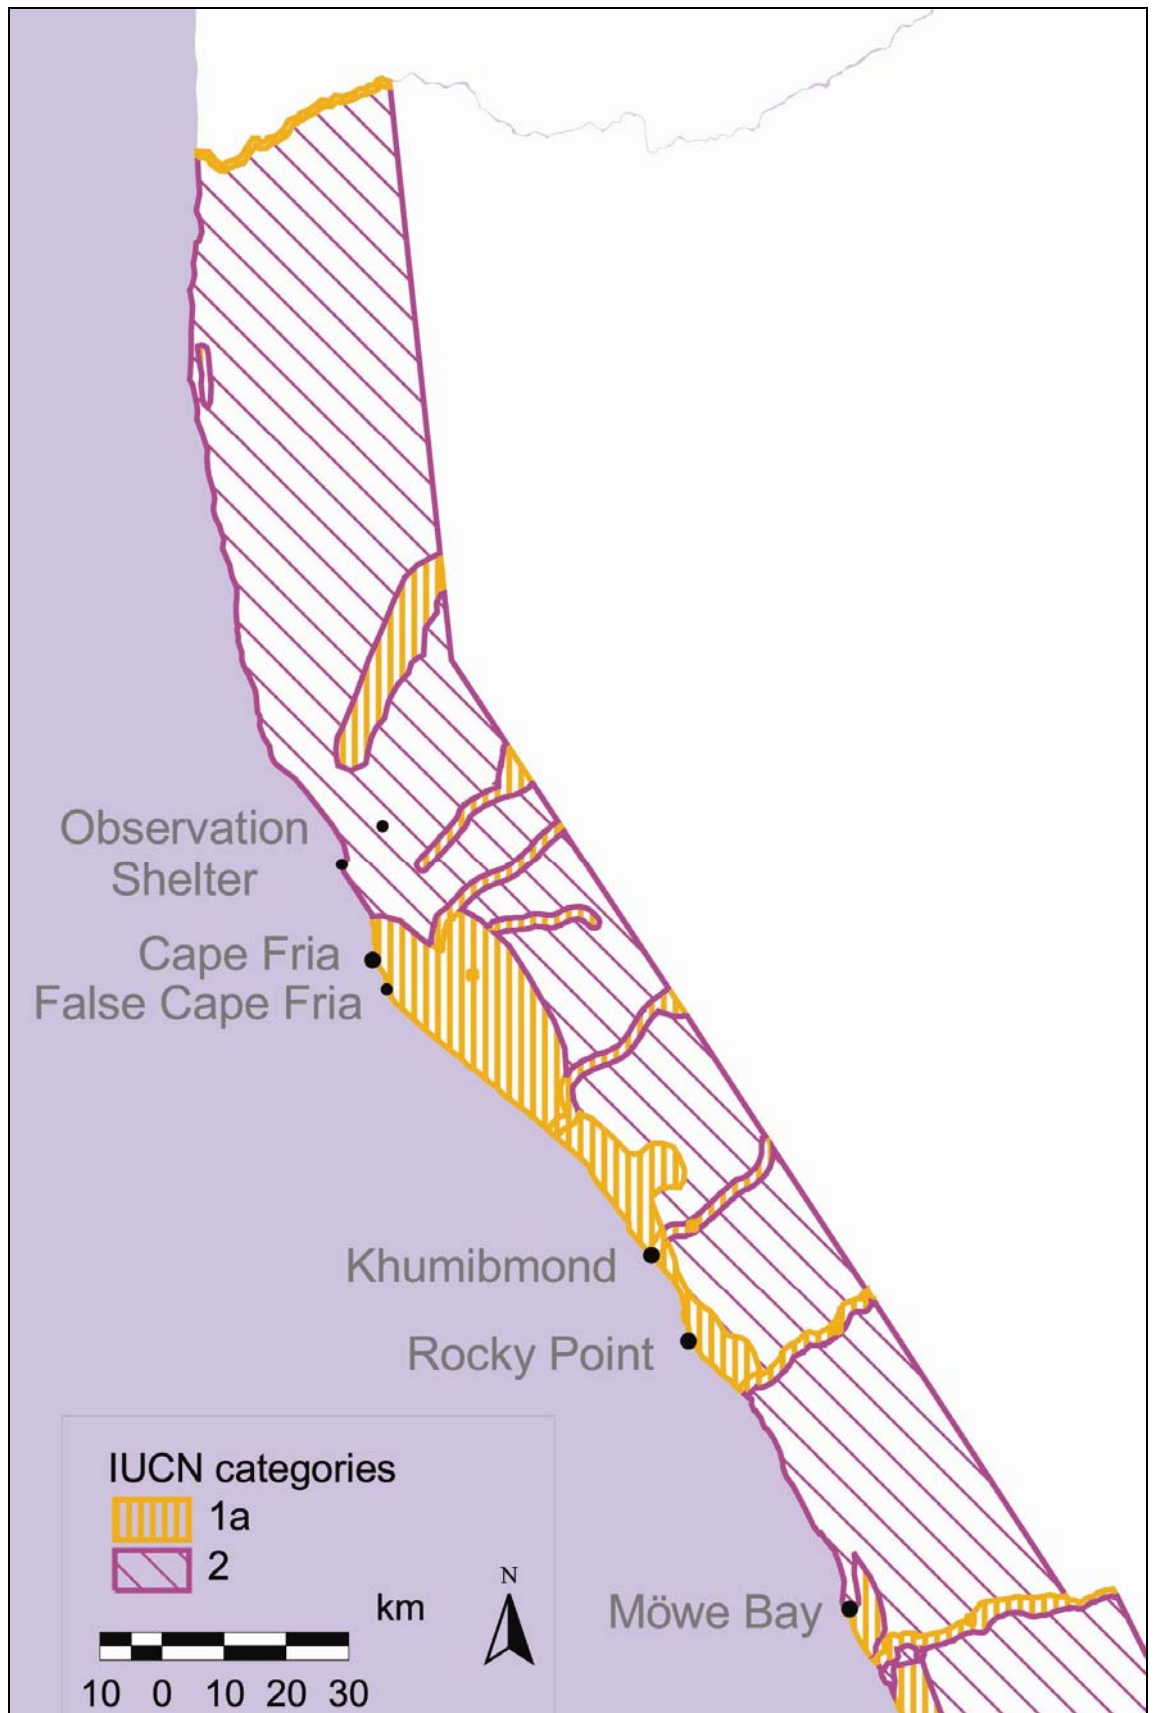 Observation
Shelter
Cape Fria
False Cape Fria
Khumibmond
Rocky Point
Möwe Bay
IUCN categories
1a
2
km
N
10 0 10 20 30